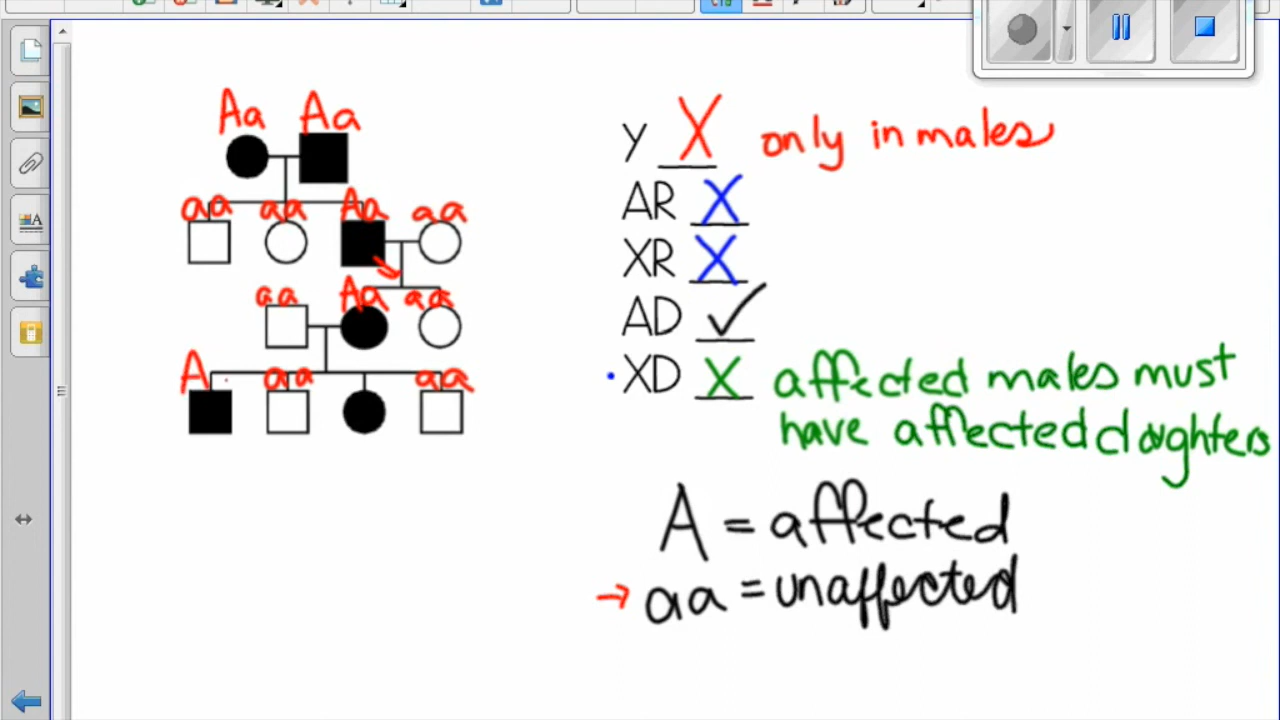 Aa Aa
aa aa Aa aa
aa Aa aa
A aa aa
Y X only in males
AR X
XR X
AD ✓
XD X affected males must
have affected daughters
A = affected
→ aa = unaffected